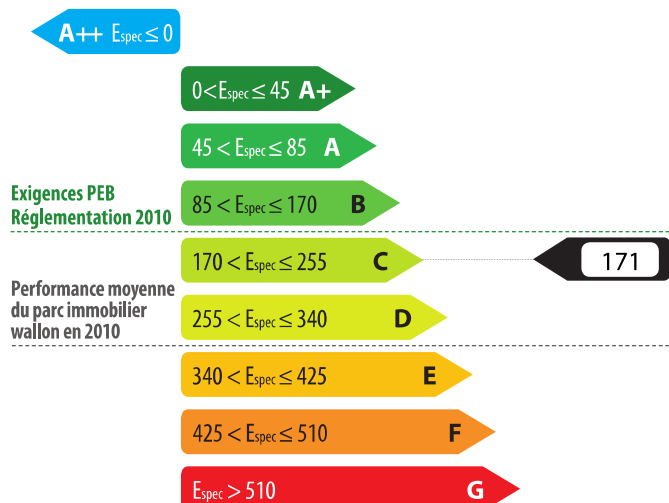 A++ Espec ≤ 0
0 < Espec ≤ 45 A+
45 < Espec ≤ 85 A
Exigences PEB
Réglementation 2010
85 < Espec ≤ 170 B
170 < Espec ≤ 255 C
171
Performance moyenne
du parc immobilier
wallon en 2010
255 < Espec ≤ 340 D
340 < Espec ≤ 425 E
425 < Espec ≤ 510 F
Espec > 510 G